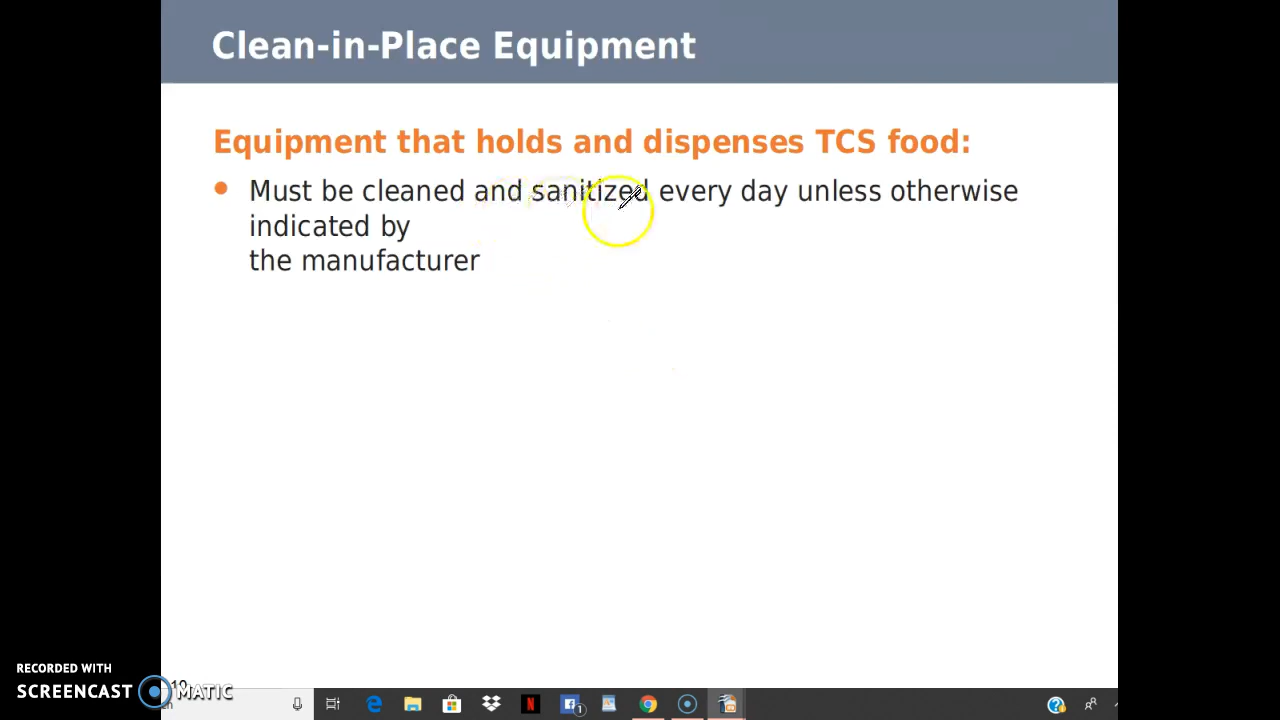 Clean-in-Place Equipment
Equipment that holds and dispenses TCS food:
Must be cleaned and sanitized every day unless otherwise
indicated by
the manufacturer
RECORDED WITH
SCREENCAST MATIC
1